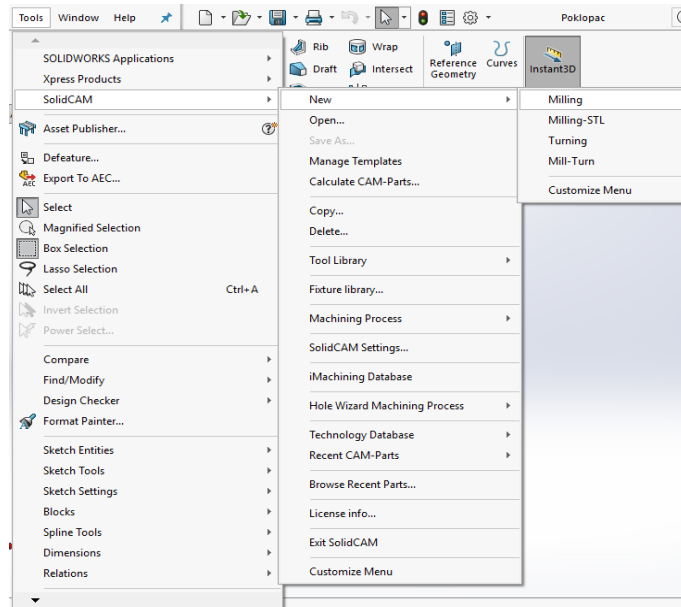 Tools Window Help Poklopac
SOLIDWORKS Applications
Xpress Products
SolidCAM
Asset Publisher...
Defeature...
Export To AEC...
AEC
Select
Magnified Selection
Box Selection
Lasso Selection
Select All Ctrl+A
Invert Selection
Power Select...
Compare
Find/Modify
Design Checker
Format Painter...
Sketch Entities
Sketch Tools
Sketch Settings
Blocks
Spline Tools
Dimensions
Relations
Rib Wrap
Draft Intersect
Reference
Geometry
Curves
Instant3D
New
Open...
Save As...
Manage Templates
Calculate CAM-Parts...
Copy...
Delete...
Tool Library
Fixture library...
Machining Process
SolidCAM Settings...
iMachining Database
Hole Wizard Machining Process
Technology Database
Recent CAM-Parts
Browse Recent Parts...
License info...
Exit SolidCAM
Customize Menu
Milling
Milling-STL
Turning
Mill-Turn
Customize Menu